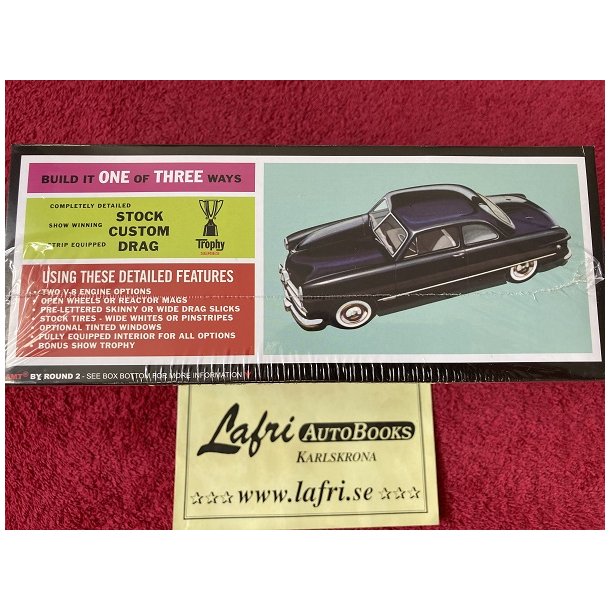 BUILD IT ONE OF THREE WAYS
COMPLETELY DETAILED
STOCK
SHOW WINNING
CUSTOM
STRIP EQUIPPED
DRAG
Trophy
USING THESE DETAILED FEATURES
• TWO V-8 ENGINE OPTIONS
• OPEN WHEELS OR REACTOR MAGS
• PRE-LETTERED SKINNY OR WIDE DRAG SLICKS
• STOCK TIRES - WIDE WHITES OR PINSTRIPES
• OPTIONAL TINTED WINDOWS
• FULLY EQUIPPED INTERIOR FOR ALL OPTIONS
• BONUS SHOW TROPHY
AMT® BY ROUND 2 - SEE BOX BOTTOM FOR MORE INFORMATION
Lafri AUTOBOOKS
KARLSKRONA
www.lafri.se